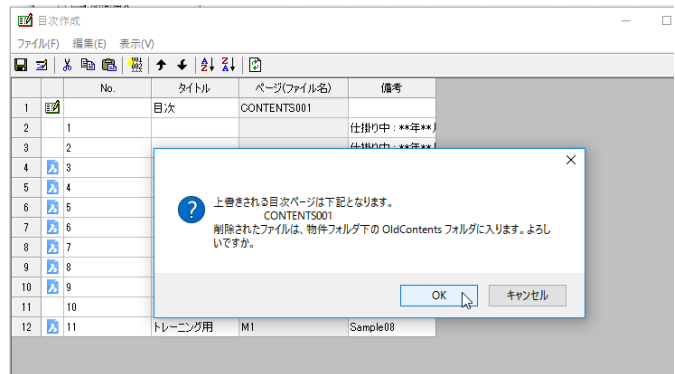 目次作成
ファイル(F) 編集(E) 表示(V)
No. タイトル ページ(ファイル名) 備考
1 目次 CONTENTS001
2 1 仕掛り中:**年**
3 2 仕掛り中:**年**
4 3
5 4
6 5
7 6
8 7
9 8
10 9
11 10
12 11 トレーニング用 M1 Sample08
上書きされる目次ページは下記となります。
CONTENTS001
削除されたファイルは、物件フォルダ下の OldContents フォルダに入ります。よろし
いですか。
OK キャンセル